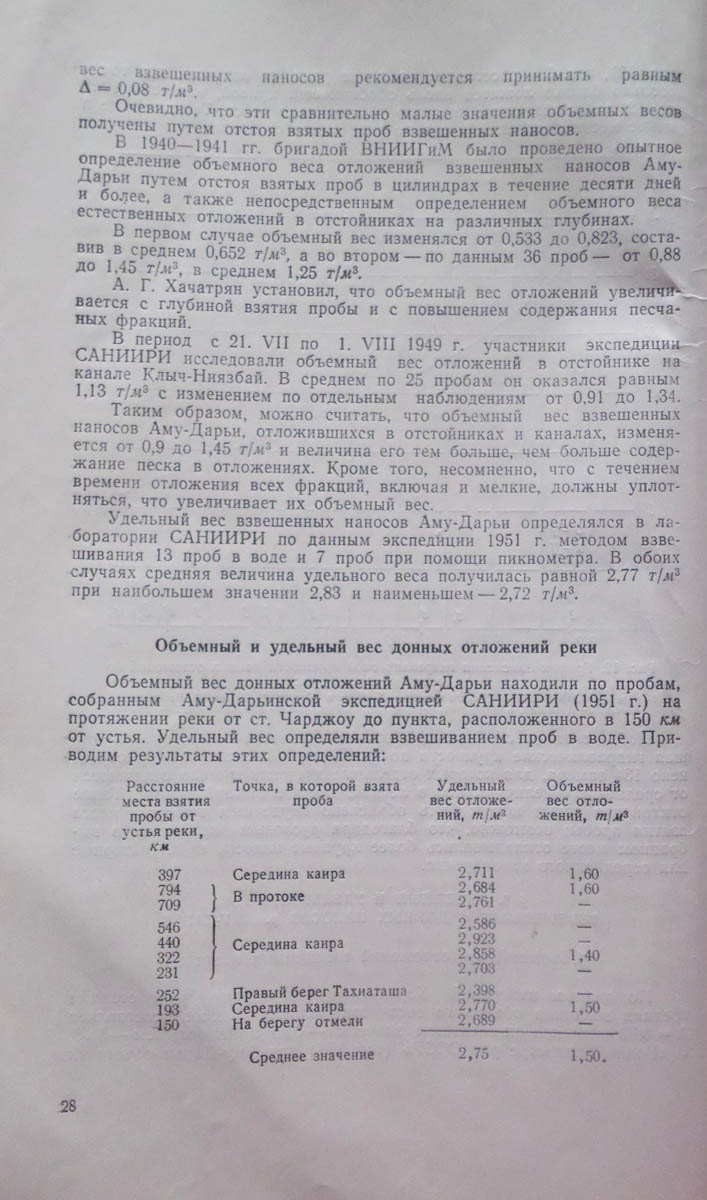 вес взвешенных наносов рекомендуется принимать равным
Δ = 0,08 т/м³.
Очевидно, что эти сравнительно малые значения объемных весов
получены путем отстоя взятых проб взвешенных наносов.
В 1940—1941 гг. бригадой ВНИИГиМ было проведено опытное
определение объемного веса отложений взвешенных наносов Аму-
Дарьи путем отстоя взятых проб в цилиндрах в течение десяти дней
и более, а также непосредственным определением объемного веса
естественных отложений в отстойниках на различных глубинах.
В первом случае объемный вес изменялся от 0,533 до 0,823, соста-
вив в среднем 0,652 т/м³, а во втором — по данным 36 проб — от 0,88
до 1,45 т/м³, в среднем 1,25 т/м³.
А. Г. Хачатрян установил, что объемный вес отложений увеличи-
вается с глубиной взятия пробы и с повышением содержания песча-
ных фракций.
В период с 21. VII по 1. VIII 1949 г. участники экспедиции
САНИИРИ исследовали объемный вес отложений в отстойнике на
канале Клыч-Ниязбай. В среднем по 25 пробам он оказался равным
1,13 т/м³ с изменением по отдельным наблюдениям от 0,91 до 1,34.
Таким образом, можно считать, что объемный вес взвешенных
наносов Аму-Дарьи, отложившихся в отстойниках и каналах, изменя-
ется от 0,9 до 1,45 т/м³ и величина его тем больше, чем больше содер-
жание песка в отложениях. Кроме того, несомненно, что с течением
времени отложения всех фракций, включая и мелкие, должны уплот-
няться, что увеличивает их объемный вес.
Удельный вес взвешенных наносов Аму-Дарьи определялся в ла-
боратории САНИИРИ по данным экспедиции 1951 г. методом взве-
шивания 13 проб в воде и 7 проб при помощи пикнометра. В обоих
случаях средняя величина удельного веса получилась равной 2,77 т/м³
при наибольшем значении 2,83 и наименьшем — 2,72 т/м³.
Объемный и удельный вес донных отложений реки
Объемный вес донных отложений Аму-Дарьи находили по пробам,
собранным Аму-Дарьинской экспедицией САНИИРИ (1951 г.) на
протяжении реки от ст. Чарджоу до пункта, расположенного в 150 км
от устья. Удельный вес определяли взвешиванием проб в воде. При-
водим результаты этих определений:
Расстояние Точка, в которой взята Удельный Объемный
места взятия проба вес отложе- вес отло-
пробы от ний, т/м³ жений, т/м³
устья реки,
км
397 Середина каира 2,711 1,60
794 2,684 1,60
В протоке
709 2,761 —
546 2,586 —
440 Середина каира 2,923 —
322 2,858 1,40
231 2,703 —
252 Правый берег Тахиаташа 2,398 —
193 Середина каира 2,770 1,50
150 На берегу отмели 2,689 —
Среднее значение 2,75 1,50.
28